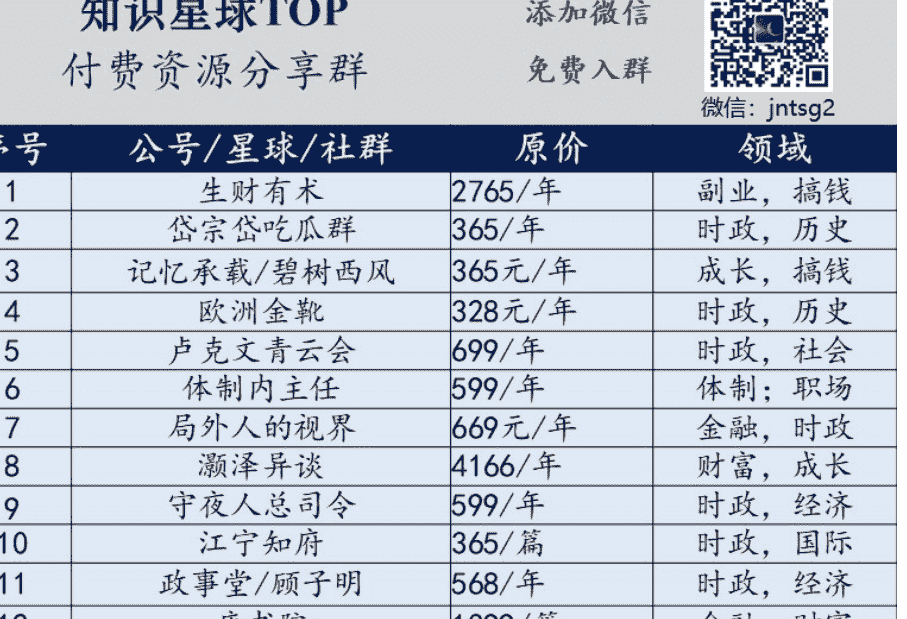 知识星球TOP
付费资源分享群
添加微信
免费入群
微信：jntsg2
序号 公号/星球/社群 原价 领域
1 生财有术 2765/年 副业，搞钱
2 岱宗岱吃瓜群 365/年 时政，历史
3 记忆承载/碧树西风 365元/年 成长，搞钱
4 欧洲金靴 328元/年 时政，历史
5 卢克文青云会 699/年 时政，社会
6 体制内主任 599/年 体制；职场
7 局外人的视界 669元/年 金融，时政
8 灏泽异谈 4166/年 财富，成长
9 守夜人总司令 599/年 时政，经济
10 江宁知府 365/篇 时政，国际
11 政事堂/顾子明 568/年 时政，经济